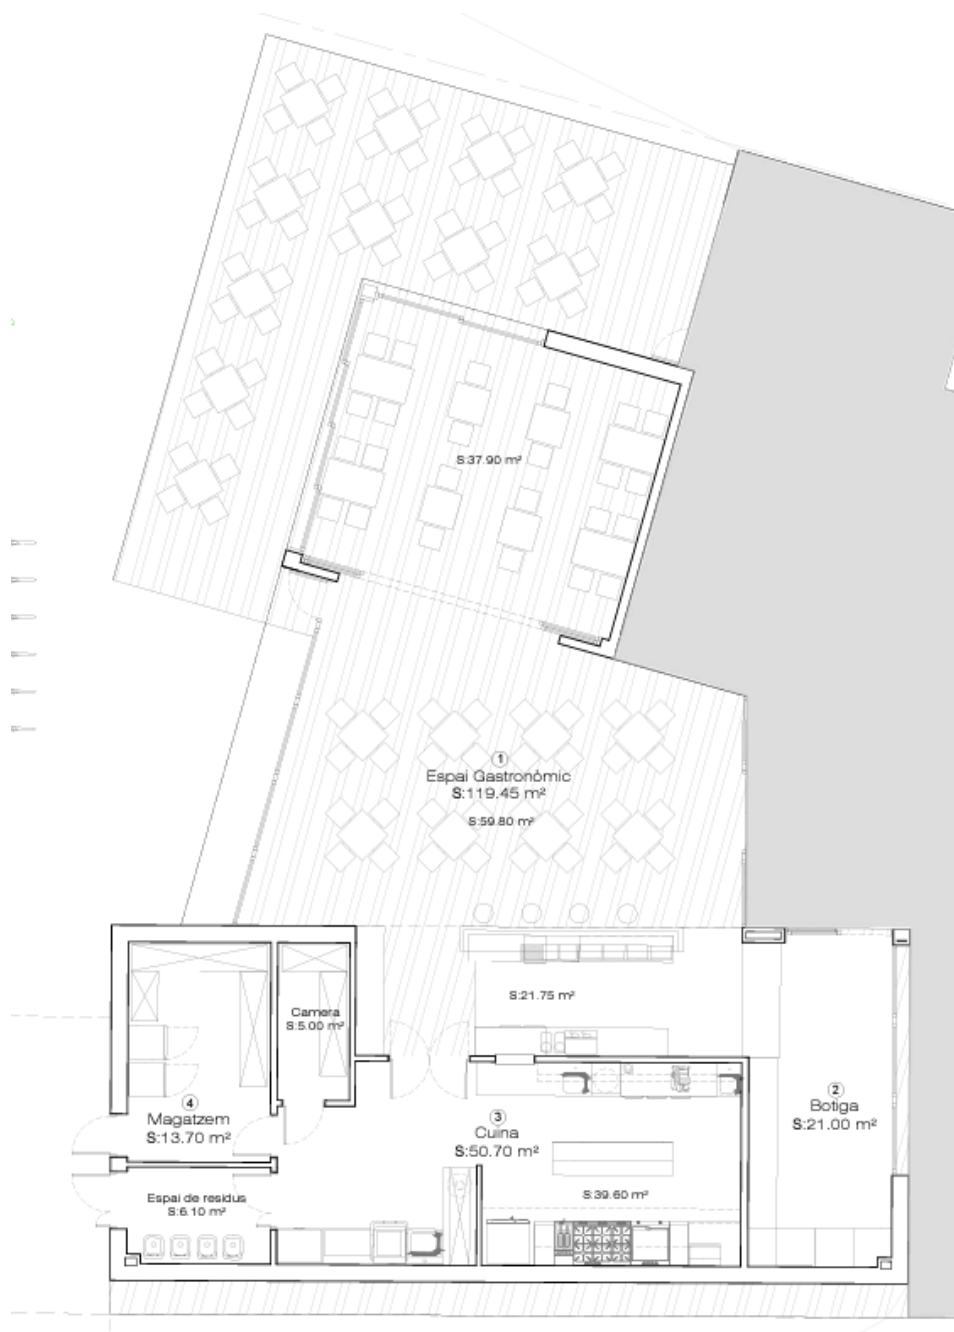 S:37.90 m²
1
Espai Gastronòmic
S:119.45 m²
S:59.80 m²
S:21.75 m²
Camera
S:5.00 m²
4
Magatzem
S:13.70 m²
3
Cuina
S:50.70 m²
2
Botiga
S:21.00 m²
Espai de residus
S:6.10 m²
S:39.60 m²